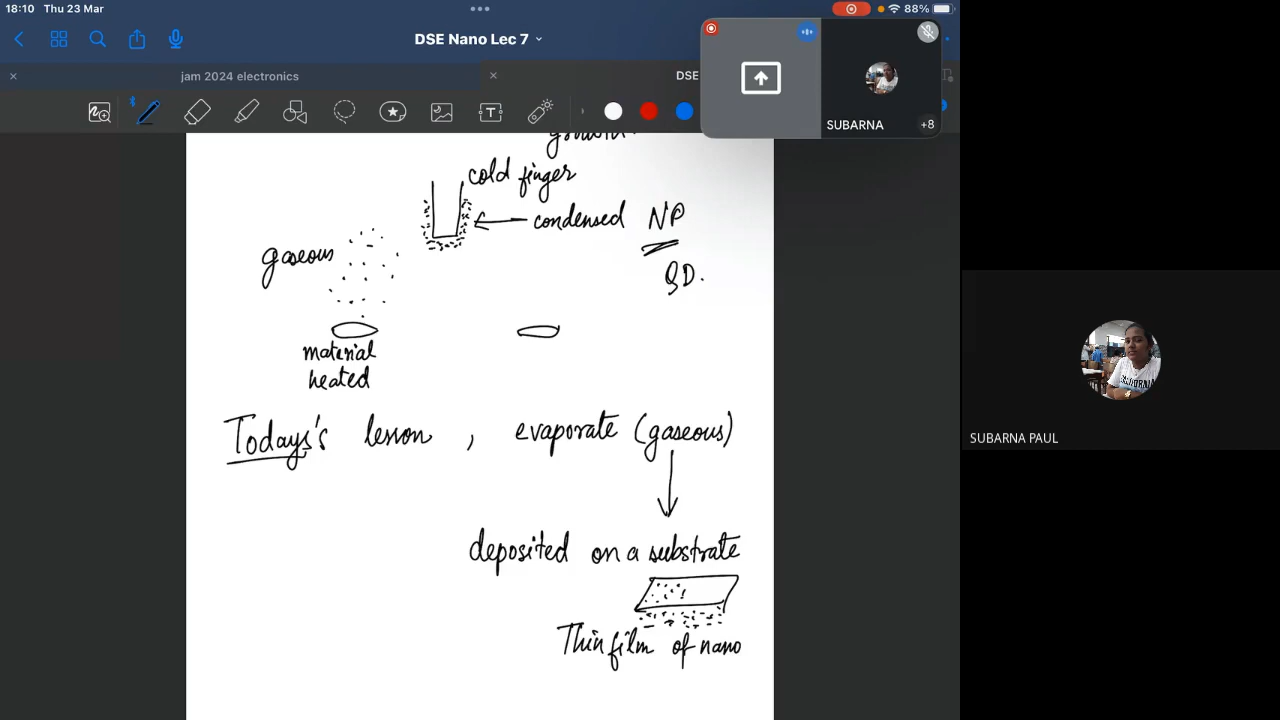 18:10 Thu 23 Mar
88%
DSE Nano Lec 7
jam 2024 electronics
DSE
SUBARNA
+8
cold finger
condensed NP
QD.
gaseous
material
heated
Todays's lesson , evaporate (gaseous)
deposited on a substrate
Thin film of nano
SUBARNA PAUL